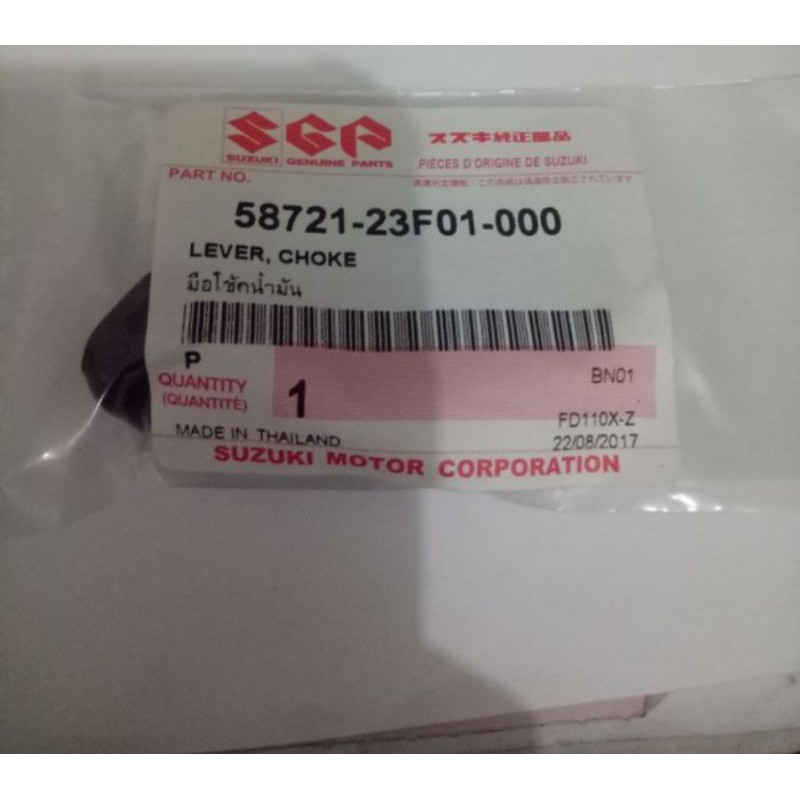 SGP スズキ純正部品
SUZUKI GENUINE PARTS PIÈCES D'ORIGINE DE SUZUKI
PART NO.
58721-23F01-000
LEVER, CHOKE
มือโช้คน้ำมัน
P
QUANTITY 1 BN01
(QUANTITÉ)
FD110X-Z
MADE IN THAILAND 22/08/2017
SUZUKI MOTOR CORPORATION